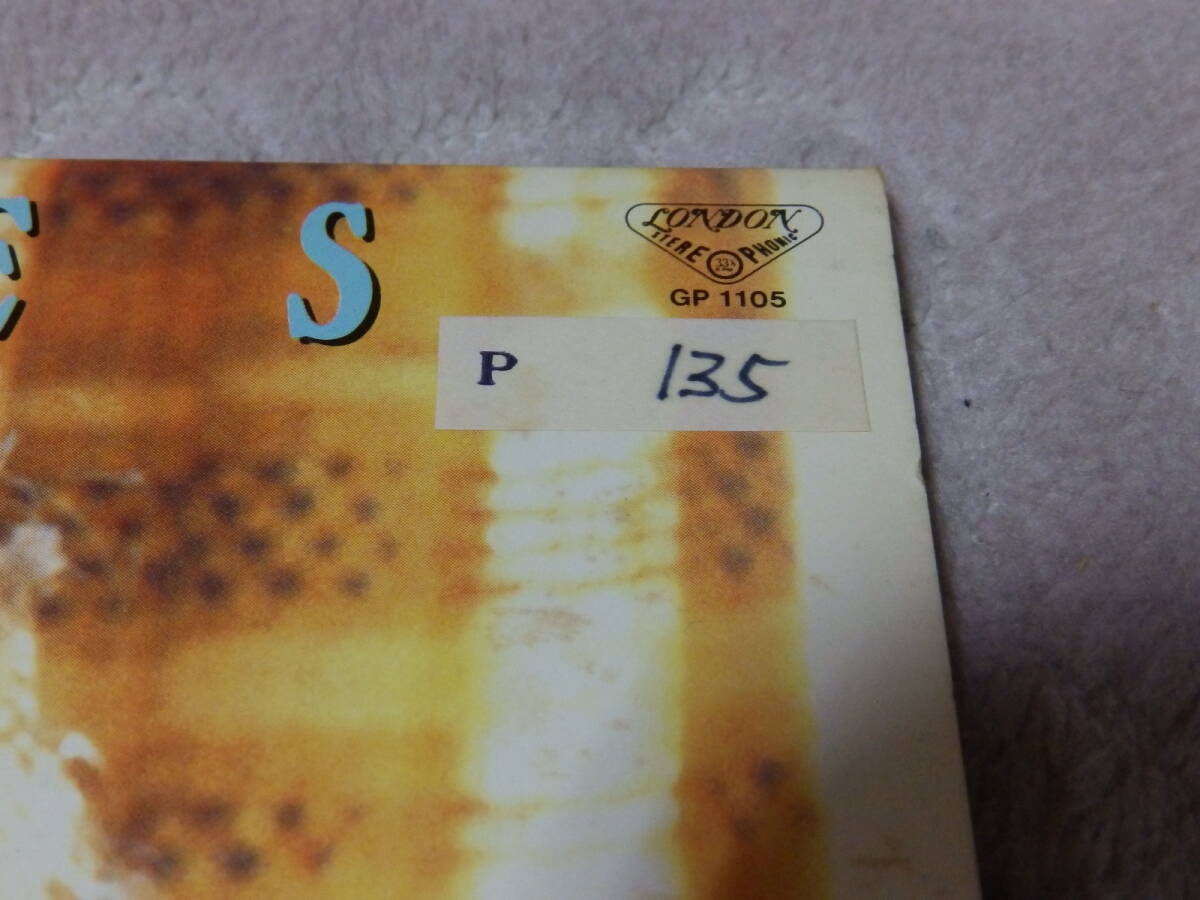 E S
LONDON
STEREOPHONIC
33⅓
GP 1105
P 135